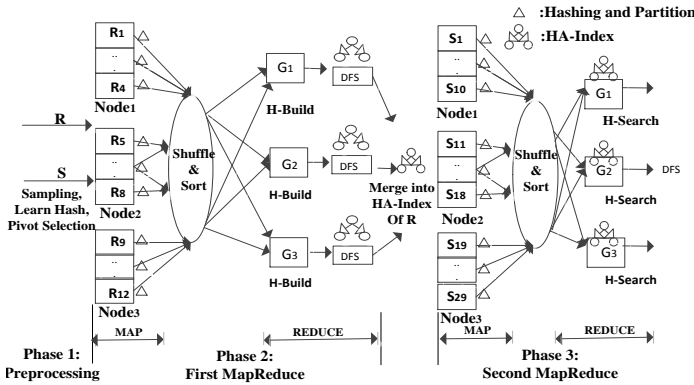 :Hashing and Partition
:HA-Index
R1
..
.
R4
Node1
R
R5
..
.
R8
Node2
S
Sampling,
Learn Hash,
Pivot Selection
R9
..
.
R12
Node3
Shuffle
&
Sort
G1
H-Build
DFS
G2
H-Build
DFS
G3
H-Build
DFS
Merge into
HA-Index
Of R
S1
..
.
S10
Node1
S11
..
.
S18
Node2
S19
..
.
S29
Node3
Shuffle
&
Sort
G1
H-Search
G2
DFS
H-Search
G3
H-Search
MAP
REDUCE
MAP
REDUCE
Phase 1:
Preprocessing
Phase 2:
First MapReduce
Phase 3:
Second MapReduce